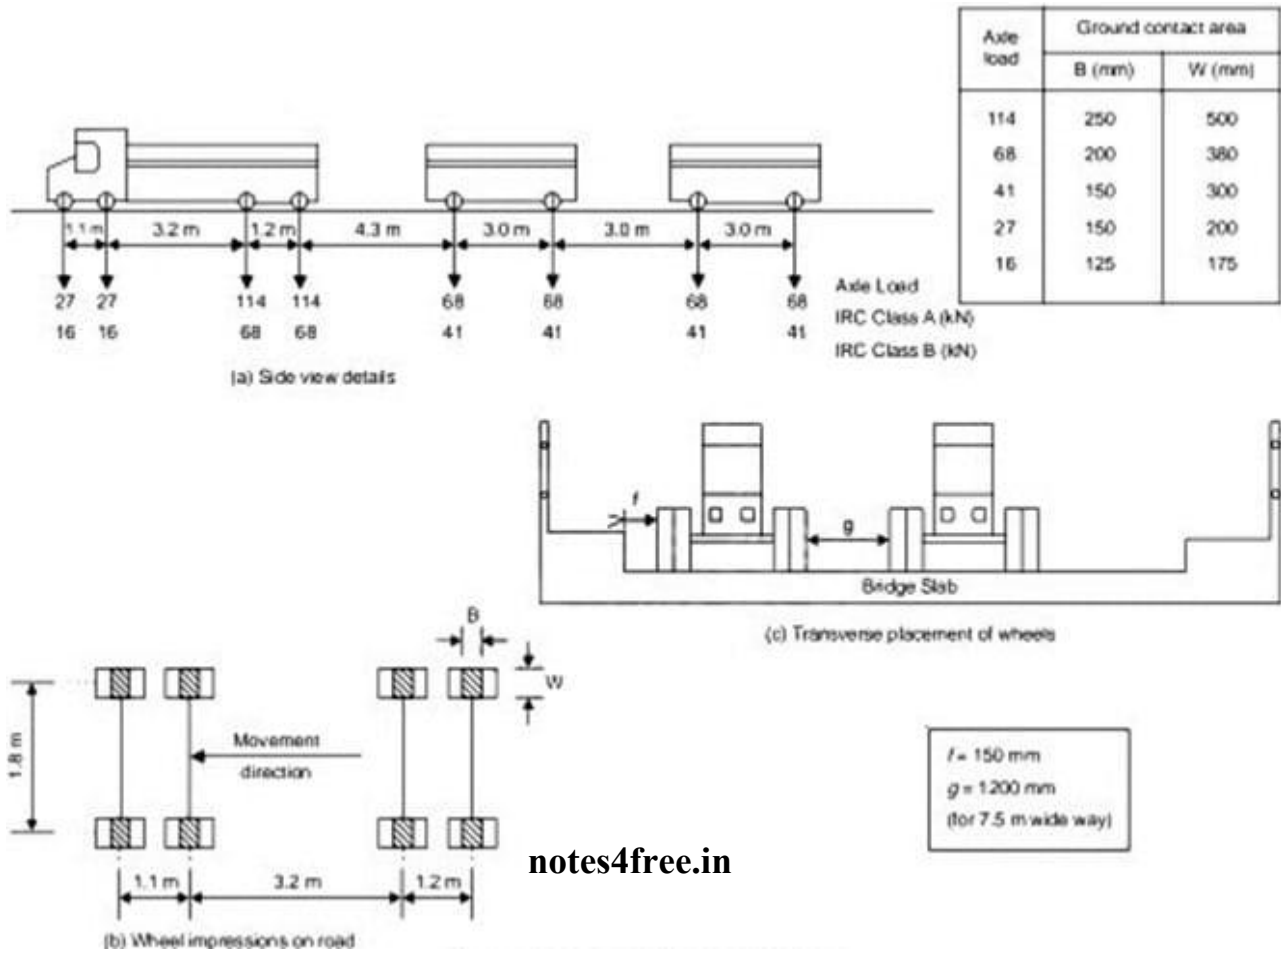 Axle load
Ground contact area
B (mm) W (mm)
114 250 500
68 200 380
41 150 300
27 150 200
16 125 175
1.1 m 3.2 m 1.2 m 4.3 m 3.0 m 3.0 m 3.0 m
27 27 114 114 68 68 68 68
16 16 68 68 41 41 41 41
Axle Load
IRC Class A (kN)
IRC Class B (kN)
(a) Side view details
f
g
Bridge Slab
(c) Transverse placement of wheels
B
W
1.8 m
Movement
direction
1.1 m 3.2 m 1.2 m
(b) Wheel impressions on road
f = 150 mm
g = 1200 mm
(for 7.5 m wide way)
notes4free.in